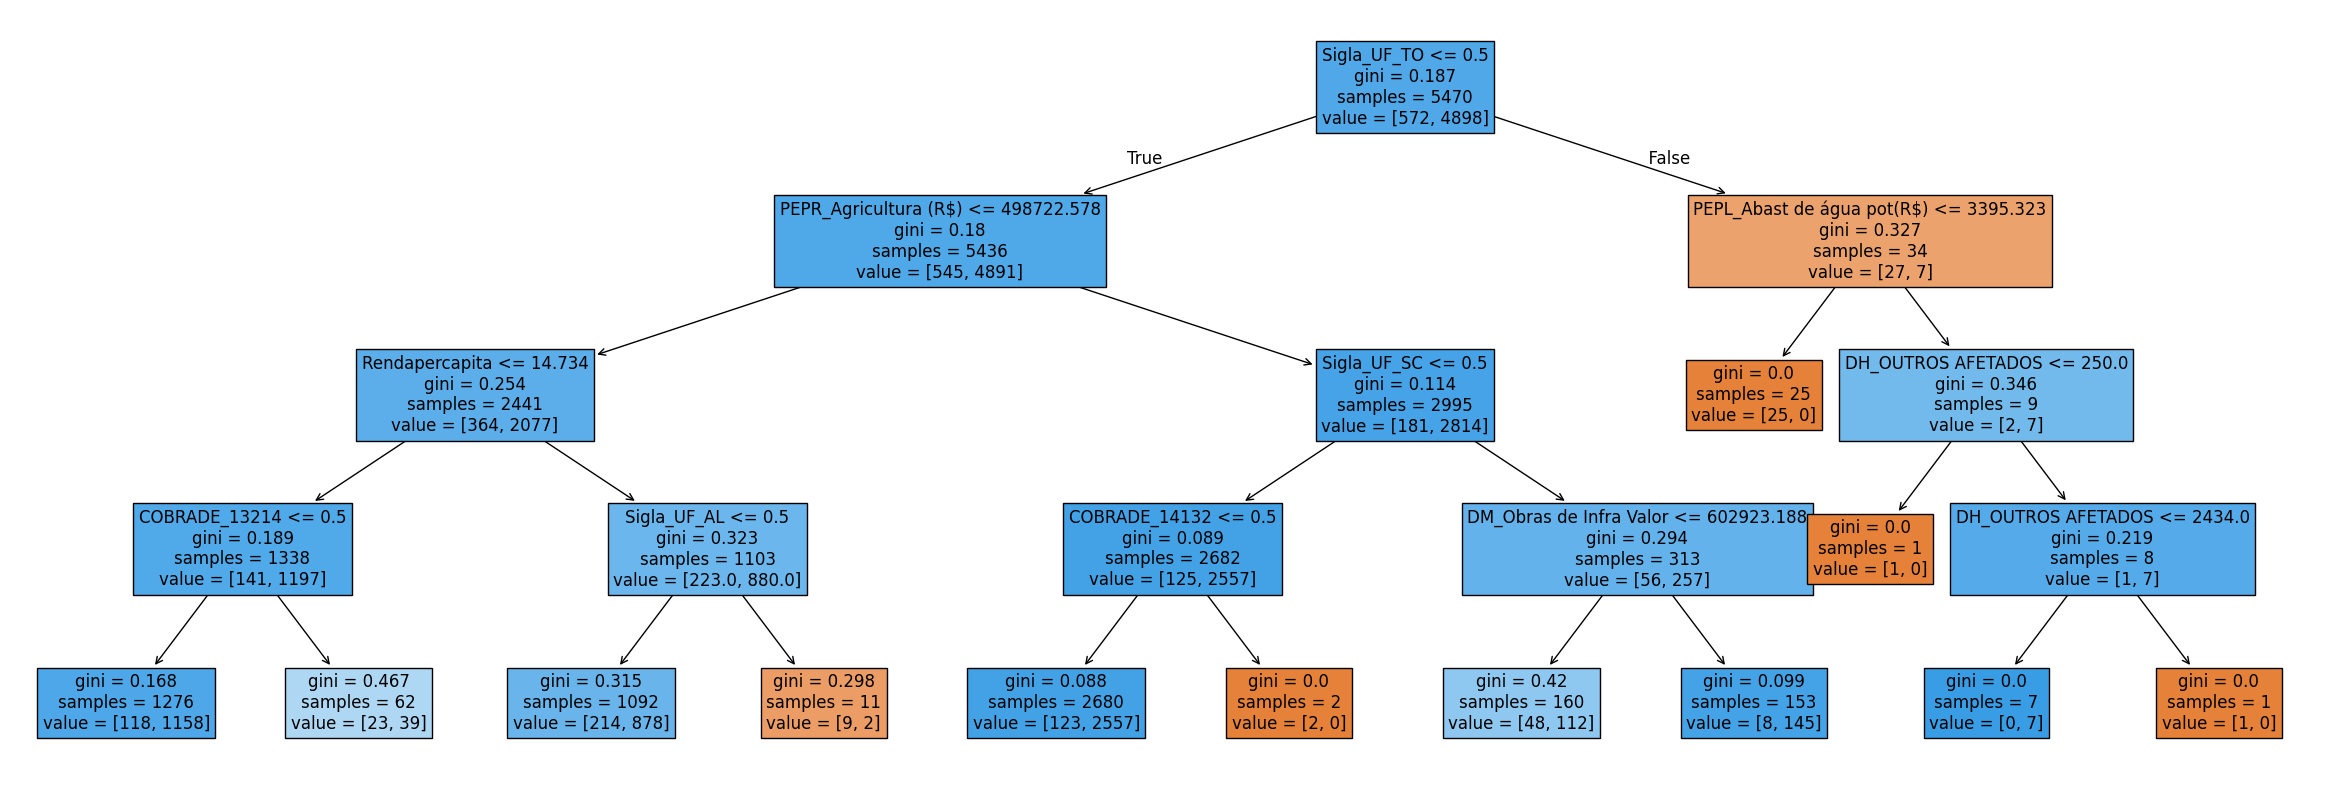 Sigla_UF_TO <= 0.5
gini = 0.187
samples = 5470
value = [572, 4898]
True
False
PEPR_Agricultura (R$) <= 498722.578
gini = 0.18
samples = 5436
value = [545, 4891]
PEPL_Abast de água pot(R$) <= 3395.323
gini = 0.327
samples = 34
value = [27, 7]
Rendapercapita <= 14.734
gini = 0.254
samples = 2441
value = [364, 2077]
Sigla_UF_SC <= 0.5
gini = 0.114
samples = 2995
value = [181, 2814]
gini = 0.0
samples = 25
value = [25, 0]
DH_OUTROS AFETADOS <= 250.0
gini = 0.346
samples = 9
value = [2, 7]
COBRADE_13214 <= 0.5
gini = 0.189
samples = 1338
value = [141, 1197]
Sigla_UF_AL <= 0.5
gini = 0.323
samples = 1103
value = [223.0, 880.0]
COBRADE_14132 <= 0.5
gini = 0.089
samples = 2682
value = [125, 2557]
DM_Obras de Infra Valor <= 602923.188
gini = 0.294
samples = 313
value = [56, 257]
gini = 0.0
samples = 1
value = [1, 0]
DH_OUTROS AFETADOS <= 2434.0
gini = 0.219
samples = 8
value = [1, 7]
gini = 0.168
samples = 1276
value = [118, 1158]
gini = 0.467
samples = 62
value = [23, 39]
gini = 0.315
samples = 1092
value = [214, 878]
gini = 0.298
samples = 11
value = [9, 2]
gini = 0.088
samples = 2680
value = [123, 2557]
gini = 0.0
samples = 2
value = [2, 0]
gini = 0.42
samples = 160
value = [48, 112]
gini = 0.099
samples = 153
value = [8, 145]
gini = 0.0
samples = 7
value = [0, 7]
gini = 0.0
samples = 1
value = [1, 0]